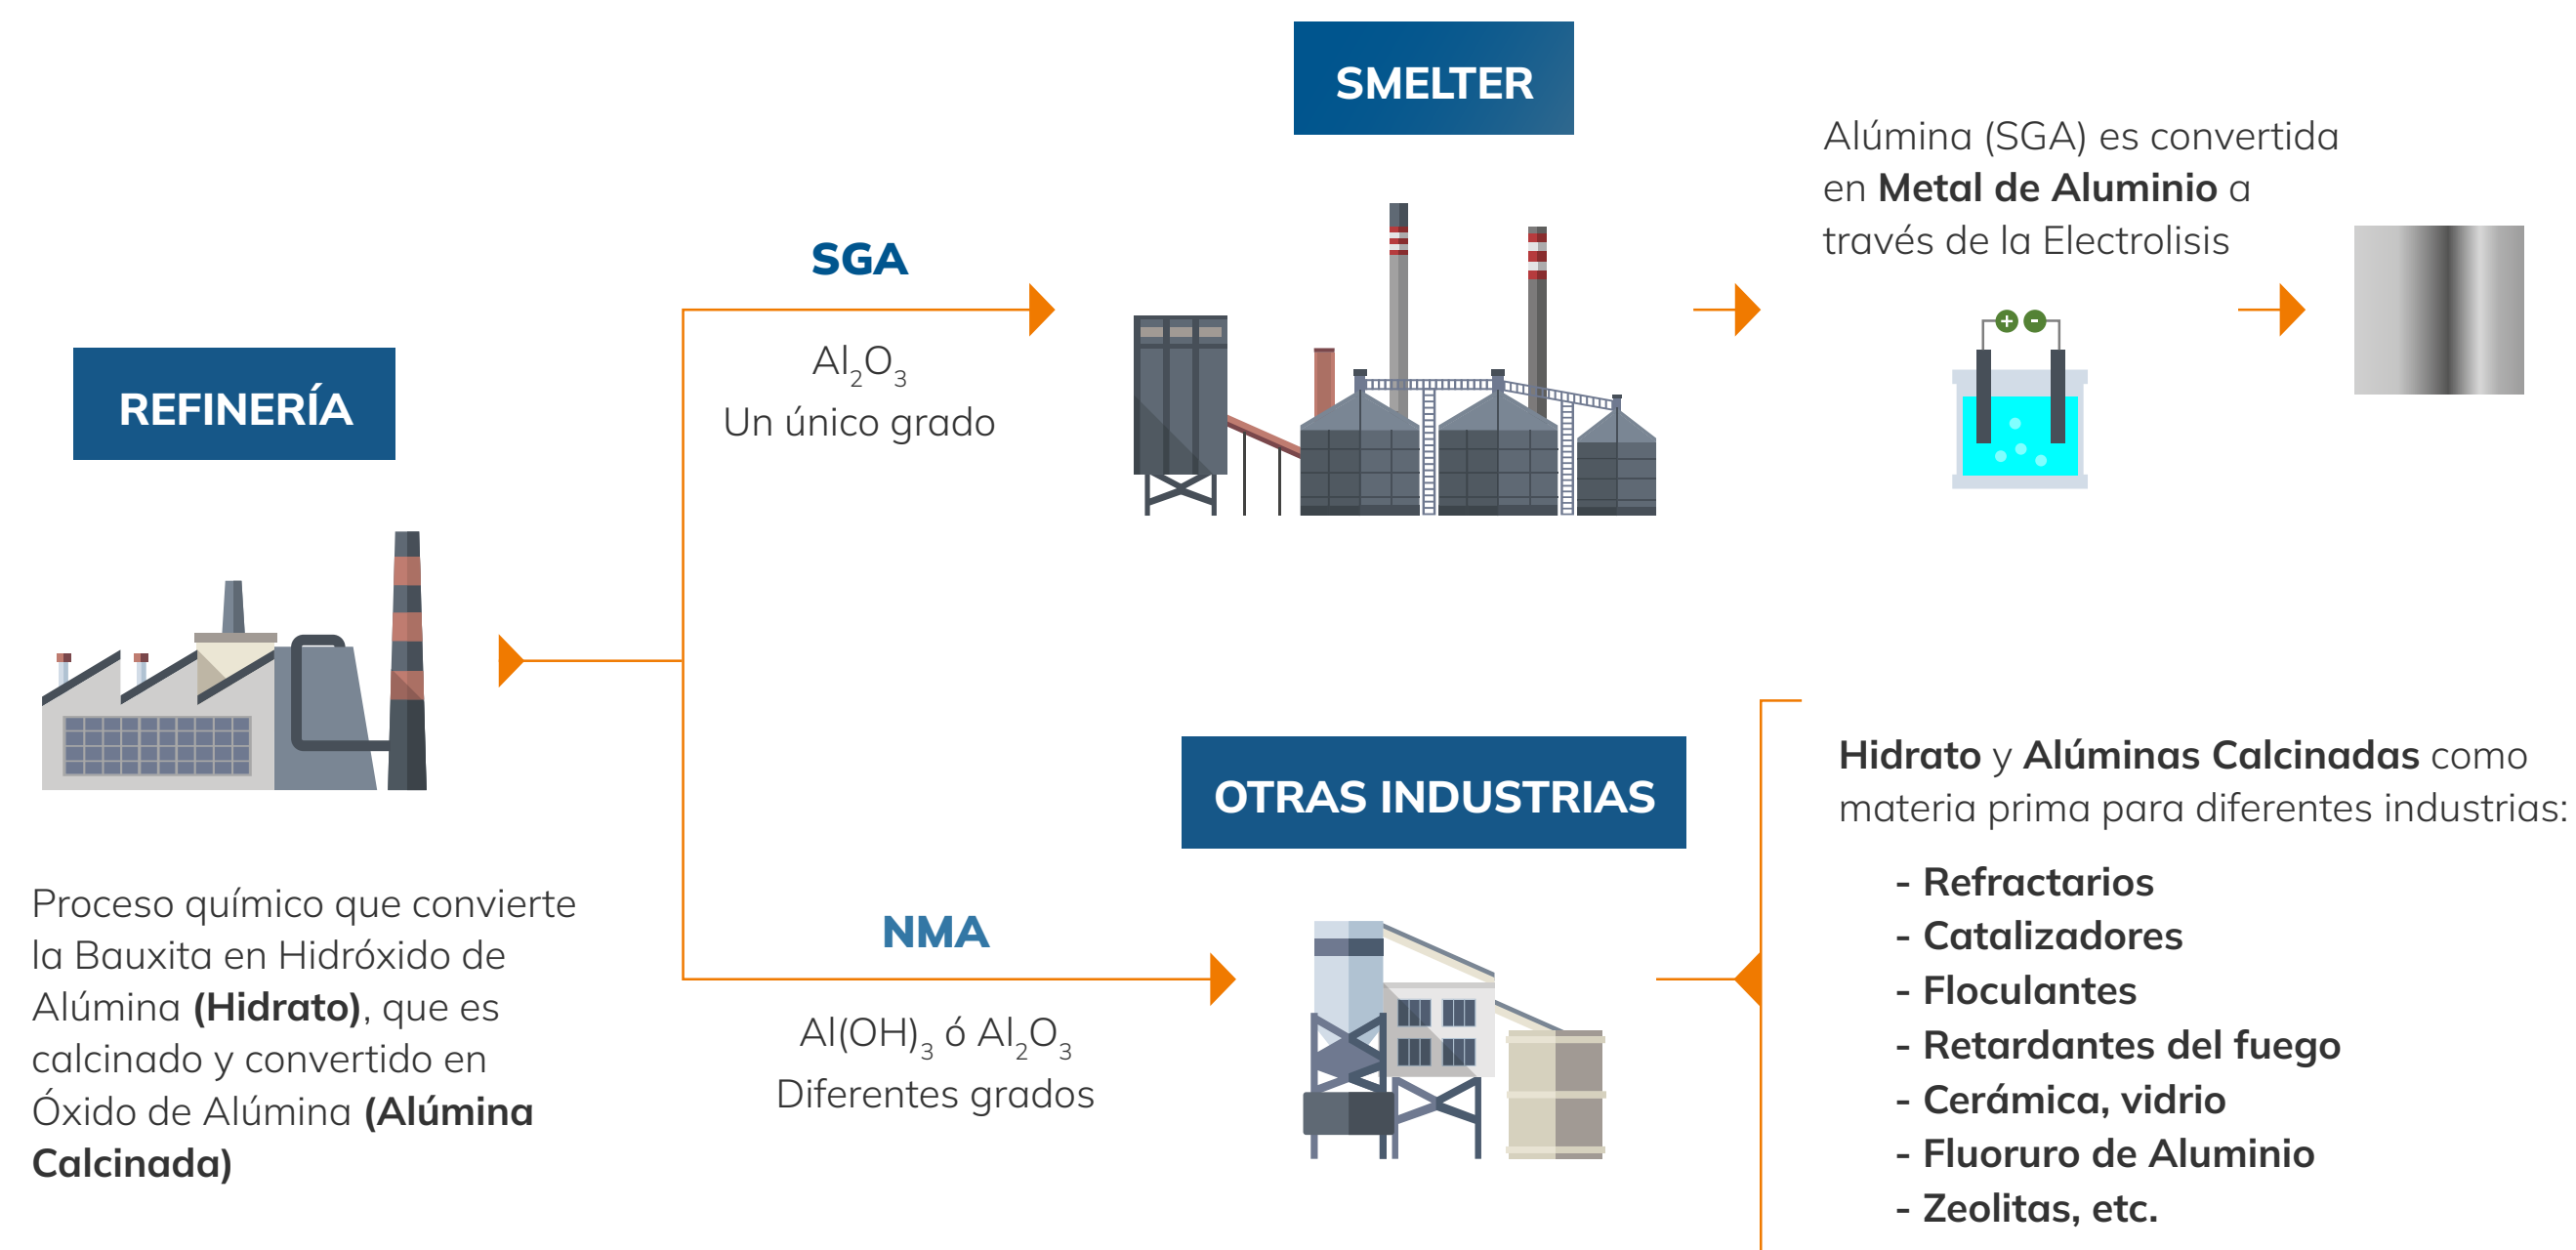 SMELTER
Alúmina (SGA) es convertida
en Metal de Aluminio a
través de la Electrolisis
SGA
Al₂O₃
Un único grado
+ -
REFINERÍA
Proceso químico que convierte
la Bauxita en Hidróxido de
Alúmina (Hidrato), que es
calcinado y convertido en
Óxido de Alúmina (Alúmina
Calcinada)
OTRAS INDUSTRIAS
NMA
Al(OH)₃ ó Al₂O₃
Diferentes grados
Hidrato y Alúminas Calcinadas como
materia prima para diferentes industrias:
- Refractarios
- Catalizadores
- Floculantes
- Retardantes del fuego
- Cerámica, vidrio
- Fluoruro de Aluminio
- Zeolitas, etc.